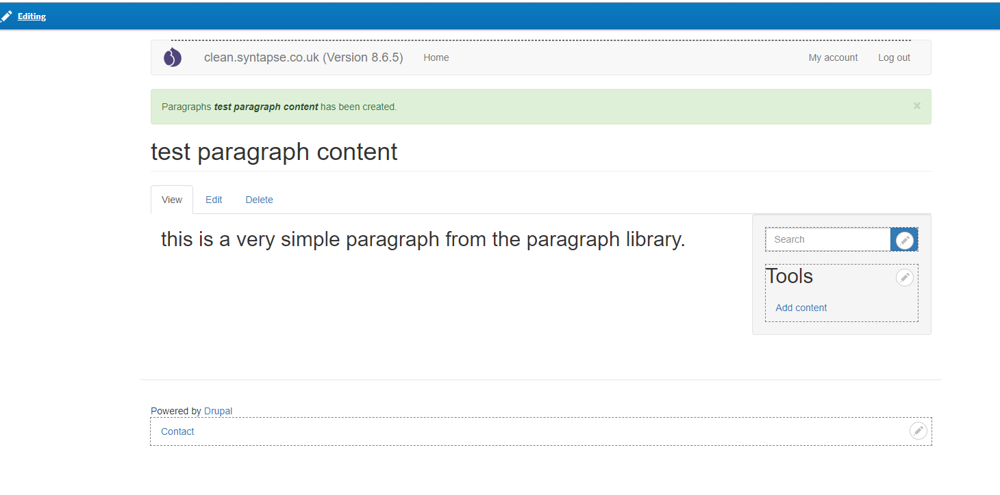 Editing
clean.syntapse.co.uk (Version 8.6.5) Home My account Log out
Paragraphs test paragraph content has been created. ×
test paragraph content
View Edit Delete
this is a very simple paragraph from the paragraph library.
Search
Tools
Add content
Powered by Drupal
Contact